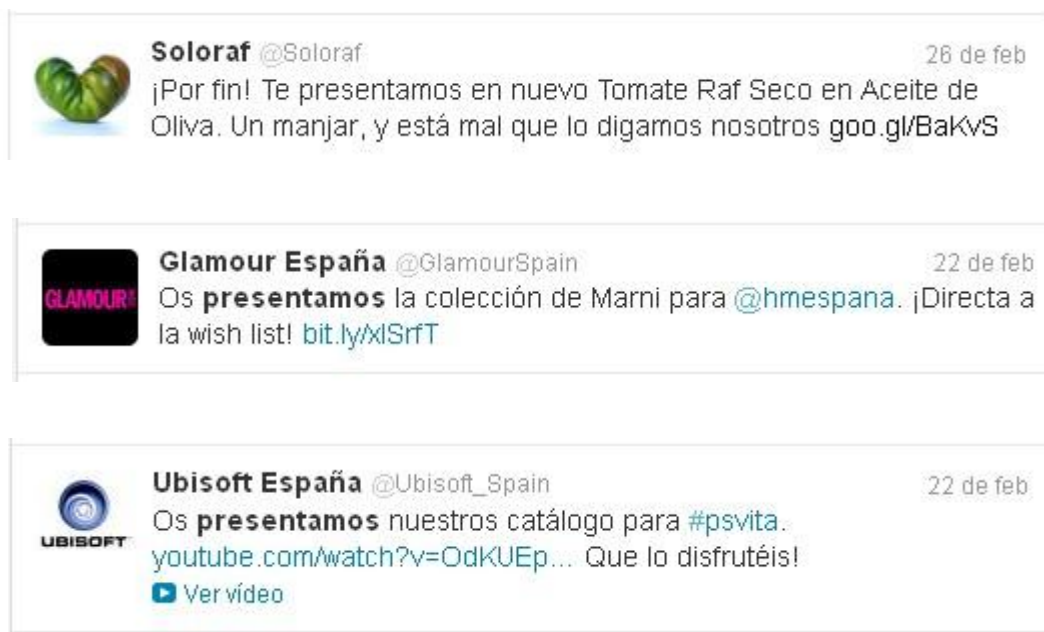 Soloraf @Soloraf 26 de feb
¡Por fin! Te presentamos en nuevo Tomate Raf Seco en Aceite de
Oliva. Un manjar, y está mal que lo digamos nosotros goo.gl/BaKvS
Glamour España @GlamourSpain 22 de feb
GLAMOUR
Os presentamos la colección de Marni para @hmespana. ¡Directa a
la wish list! bit.ly/xlSrfT
Ubisoft España @Ubisoft_Spain 22 de feb
Os presentamos nuestros catálogo para #psvita.
UBISOFT
youtube.com/watch?v=OdKUEp... Que lo disfrutéis!
Ver vídeo